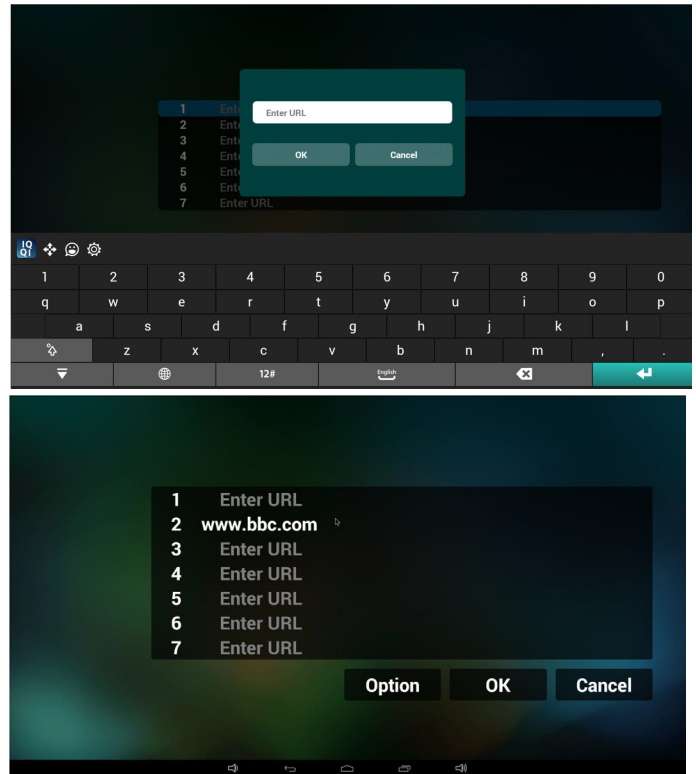 Enter URL
OK Cancel
1 Ente
2 Ente
3 Ente
4 Ente
5 Ente
6 Ente
7 Enter URL
IQ
QI
1 2 3 4 5 6 7 8 9 0
q w e r t y u i o p
a s d f g h j k l
z x c v b n m , .
12# English
1 Enter URL
2 www.bbc.com
3 Enter URL
4 Enter URL
5 Enter URL
6 Enter URL
7 Enter URL
Option OK Cancel